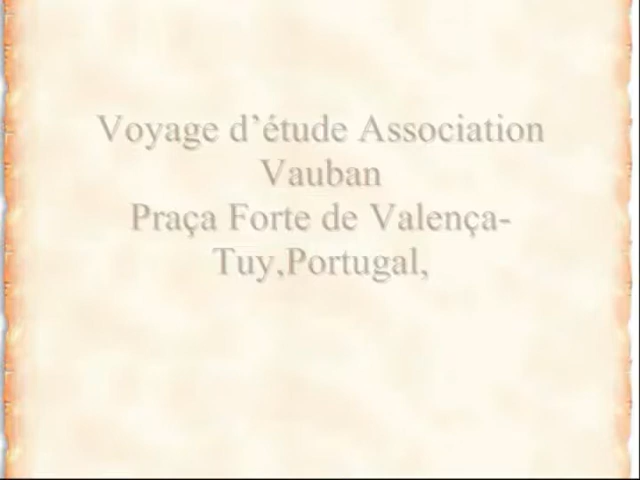 Voyage d’étude Association
Vauban
Praça Forte de Valença-
Tuy,Portugal,